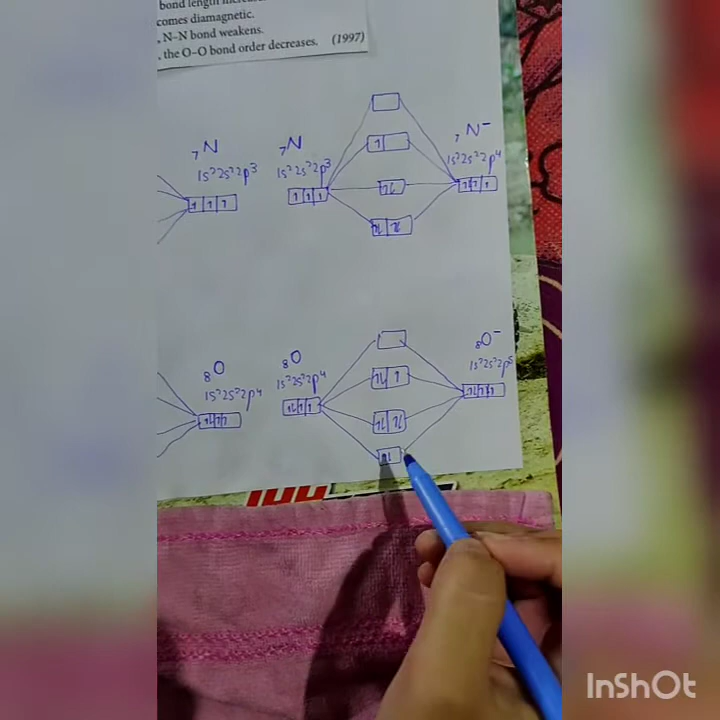 bond length increa
comes diamagnetic.
, N–N bond weakens.
, the O–O bond order decreases. (1997)
₇N
1s²2s²2p³
₇N
1s²2s²2p³
₇N⁻
1s²2s²2p⁴
₈O
1s²2s²2p⁴
₈O
1s²2s²2p⁴
₈O⁻
1s²2s²2p⁵
InShOt